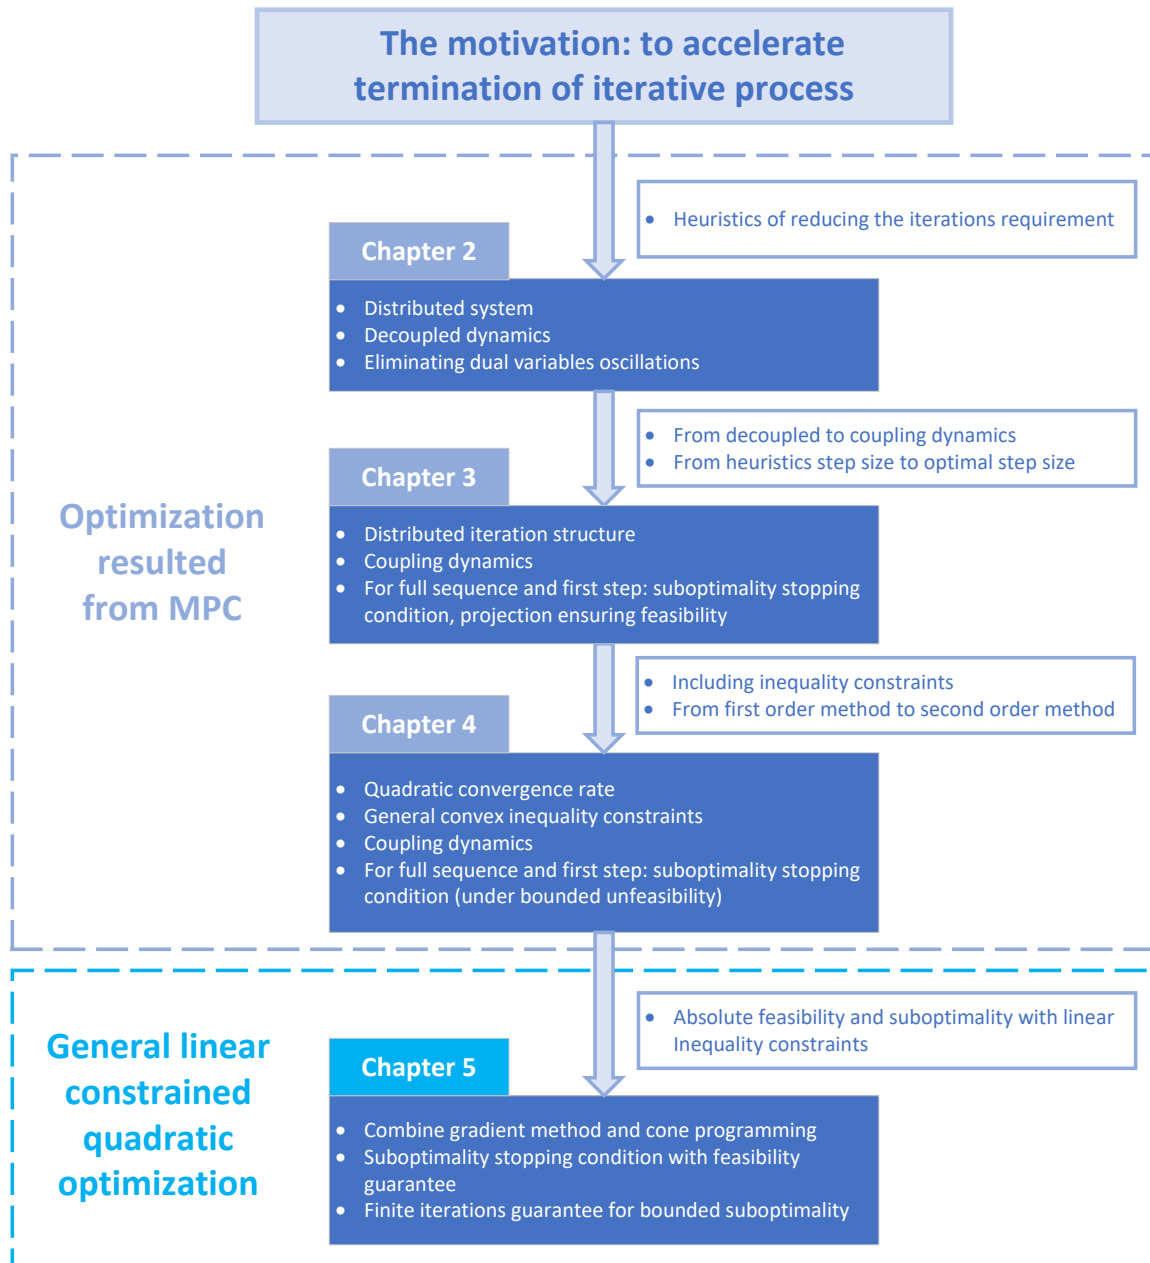 The motivation: to accelerate
termination of iterative process
• Heuristics of reducing the iterations requirement
Chapter 2
• Distributed system
• Decoupled dynamics
• Eliminating dual variables oscillations
• From decoupled to coupling dynamics
• From heuristics step size to optimal step size
Chapter 3
Optimization
resulted
from MPC
• Distributed iteration structure
• Coupling dynamics
• For full sequence and first step: suboptimality stopping
condition, projection ensuring feasibility
• Including inequality constraints
• From first order method to second order method
Chapter 4
• Quadratic convergence rate
• General convex inequality constraints
• Coupling dynamics
• For full sequence and first step: suboptimality stopping
condition (under bounded unfeasibility)
• Absolute feasibility and suboptimality with linear
Inequality constraints
General linear
constrained
quadratic
optimization
Chapter 5
• Combine gradient method and cone programming
• Suboptimality stopping condition with feasibility
guarantee
• Finite iterations guarantee for bounded suboptimality